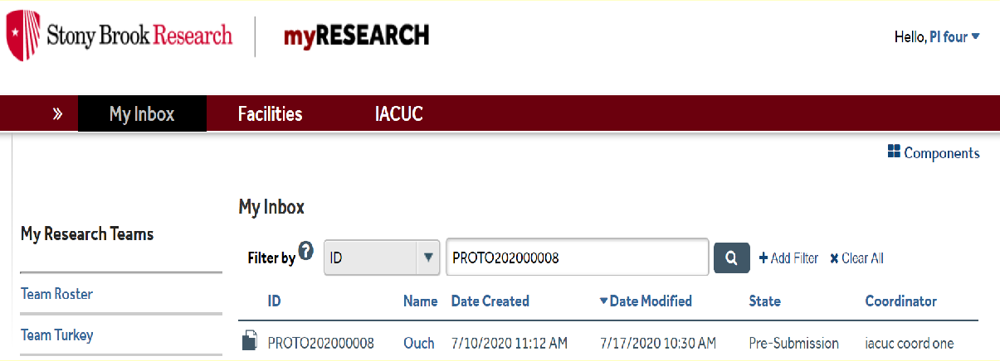 Stony Brook Research myRESEARCH Hello, PI four
» My Inbox Facilities IACUC
Components
My Inbox
My Research Teams
Filter by ? ID PROTO202000008 + Add Filter × Clear All
Team Roster
ID Name Date Created Date Modified State Coordinator
Team Turkey
PROTO202000008 Ouch 7/10/2020 11:12 AM 7/17/2020 10:30 AM Pre-Submission iacuc coord one